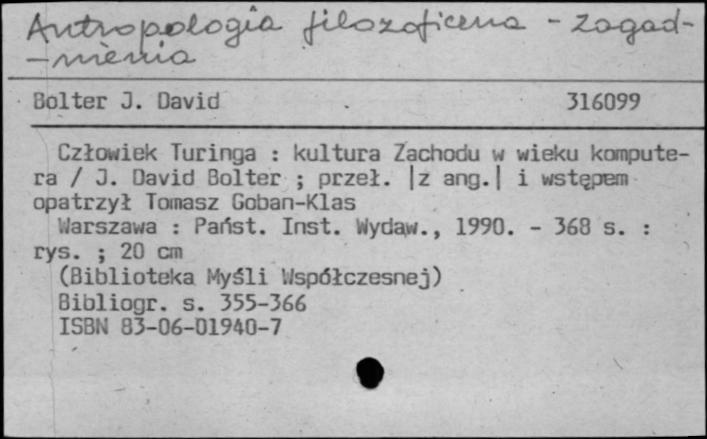 Antropologia filozoficzna - zagad-
- nienia
Bolter J. David 316099
Człowiek Turinga : kultura Zachodu w wieku kompute-
ra / J. David Bolter ; przeł. |z ang.| i wstępem
opatrzył Tomasz Goban-Klas
Warszawa : Państ. Inst. Wydaw., 1990. - 368 s. :
rys. ; 20 cm
(Biblioteka Myśli Współczesnej)
Bibliogr. s. 355-366
ISBN 83-06-01940-7